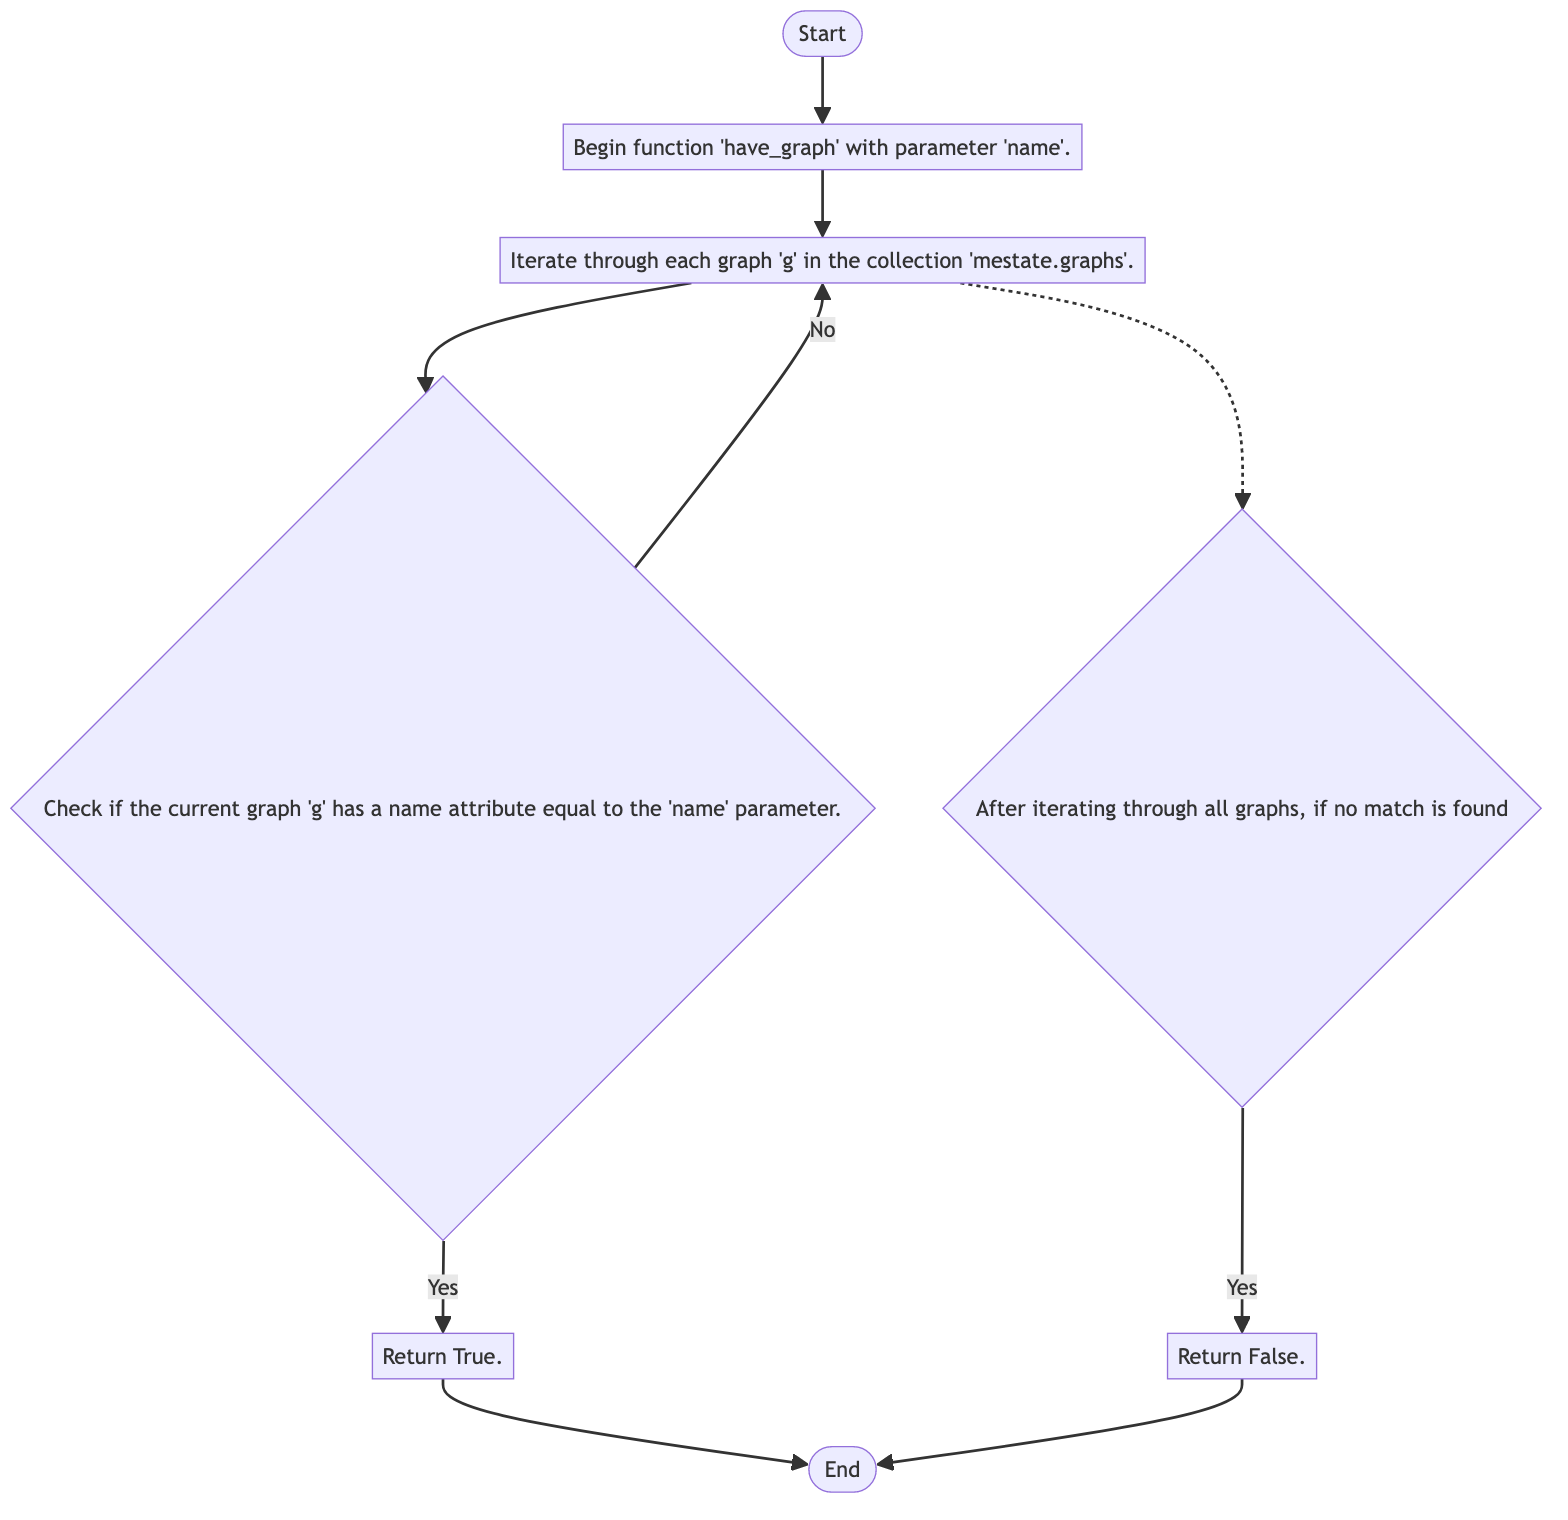 Start
Begin function 'have_graph' with parameter 'name'.
Iterate through each graph 'g' in the collection 'mestate.graphs'.
No
Check if the current graph 'g' has a name attribute equal to the 'name' parameter.
After iterating through all graphs, if no match is found
Yes
Yes
Return True.
Return False.
End